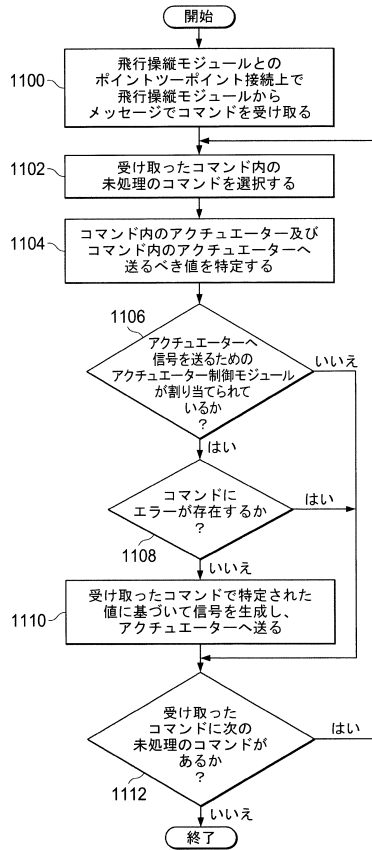 開始
1100
飛行操縦モジュールとの
ポイントツーポイント接続上で
飛行操縦モジュールから
メッセージでコマンドを受け取る
1102
受け取ったコマンド内の
未処理のコマンドを選択する
1104
コマンド内のアクチュエーター及び
コマンド内のアクチュエーターへ
送るべき値を特定する
1106
アクチュエーターへ
信号を送るための
アクチュエーター制御モジュール
が割り当てられて
いるか
？
いいえ
はい
コマンドに
エラーが存在するか
？
はい
1108
いいえ
1110
受け取ったコマンドで特定された
値に基づいて信号を生成し、
アクチュエーターへ送る
受け取った
コマンドに次の
未処理のコマンドが
あるか
？
はい
1112
いいえ
終了